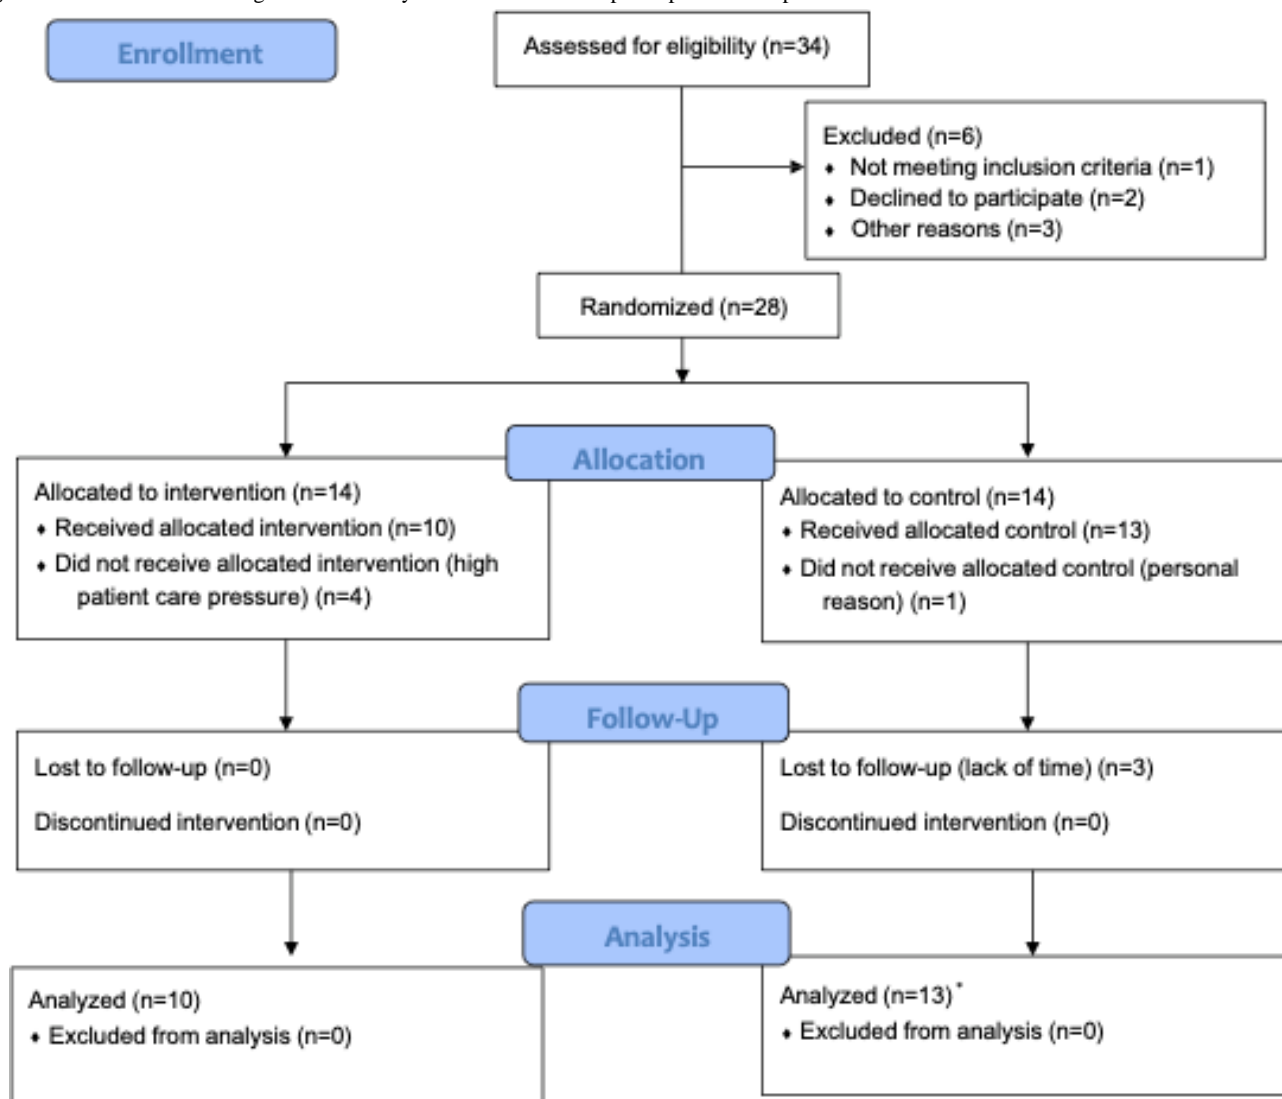 Enrollment
Assessed for eligibility (n=34)
Excluded (n=6)
⬧ Not meeting inclusion criteria (n=1)
⬧ Declined to participate (n=2)
⬧ Other reasons (n=3)
Randomized (n=28)
Allocation
Allocated to intervention (n=14)
⬧ Received allocated intervention (n=10)
⬧ Did not receive allocated intervention (high
patient care pressure) (n=4)
Allocated to control (n=14)
⬧ Received allocated control (n=13)
⬧ Did not receive allocated control (personal
reason) (n=1)
Follow-Up
Lost to follow-up (n=0)
Discontinued intervention (n=0)
Lost to follow-up (lack of time) (n=3)
Discontinued intervention (n=0)
Analysis
Analyzed (n=10)
⬧ Excluded from analysis (n=0)
Analyzed (n=13)*
⬧ Excluded from analysis (n=0)